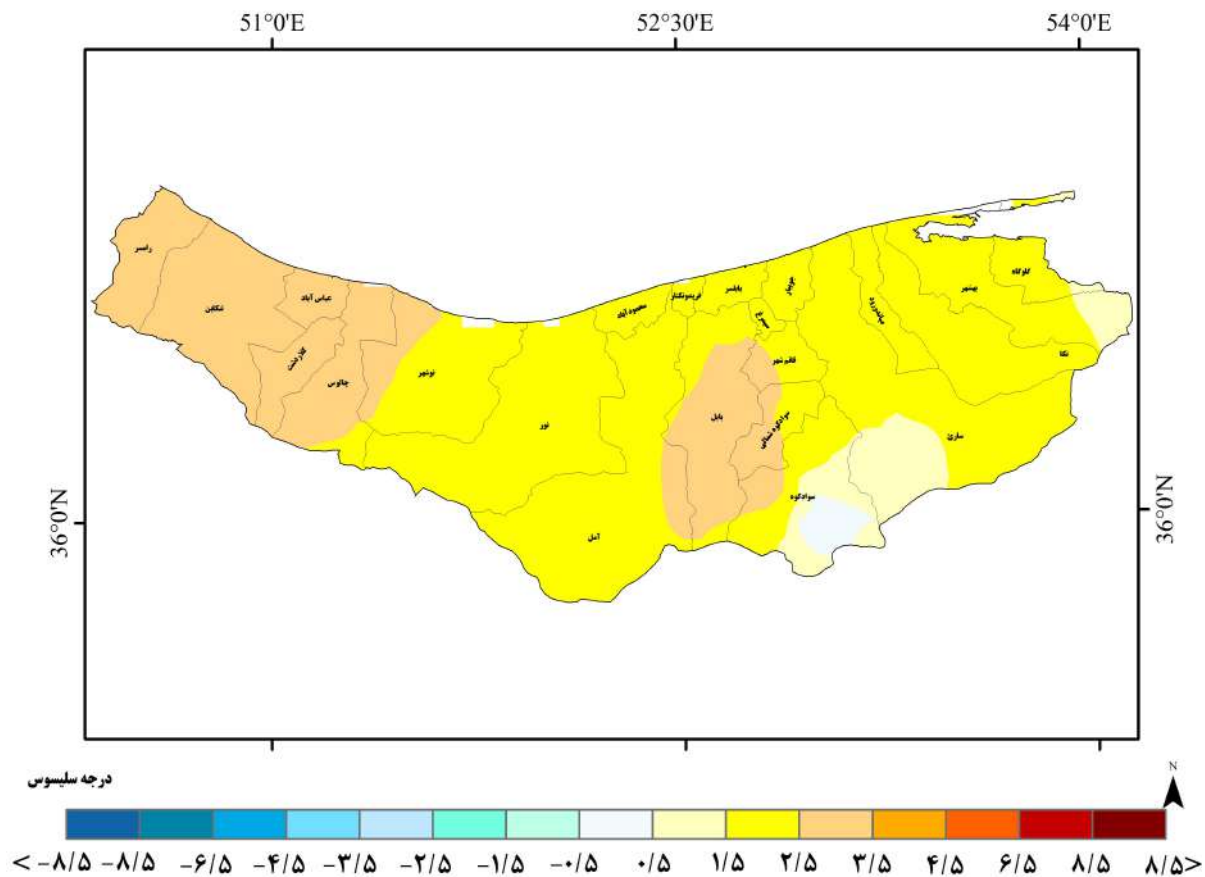 51°0'E 52°30'E 54°0'E
رامسر
گلوگاه
عباس آباد
تنکابن
بهشهر
بابلسر
جویبار
فریدونکنار
محمودآباد
میاندورود
سیمرغ
نکا
قائم شهر
کلاردشت
نوشهر
چالوس
بابل
سوادکوه شمالی
نور
ساری
سوادکوه
آمل
36°0'N 36°0'N
درجه سلیسوس
N
< -۸/۵ -۸/۵ -۶/۵ -۴/۵ -۳/۵ -۲/۵ -۱/۵ -۰/۵ ۰/۵ ۱/۵ ۲/۵ ۳/۵ ۴/۵ ۶/۵ ۸/۵ ۸/۵<